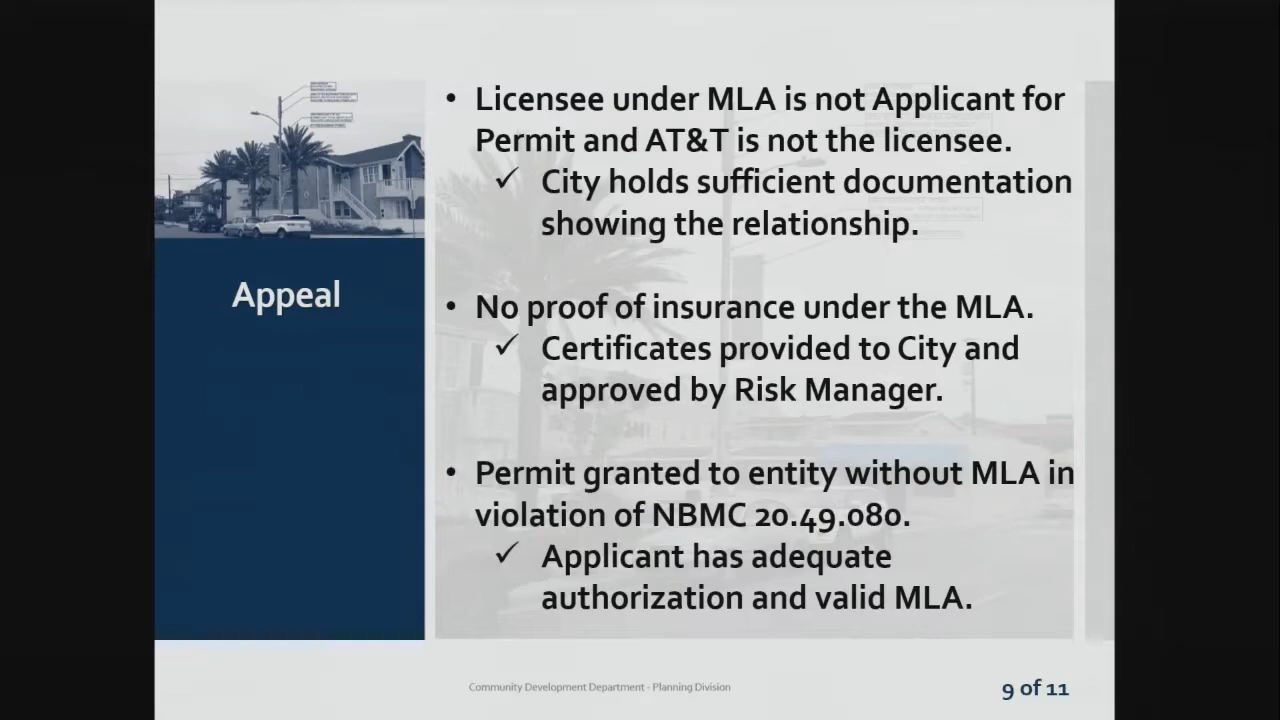 Appeal
• Licensee under MLA is not Applicant for
Permit and AT&T is not the licensee.
✓ City holds sufficient documentation
showing the relationship.
• No proof of insurance under the MLA.
✓ Certificates provided to City and
approved by Risk Manager.
• Permit granted to entity without MLA in
violation of NBMC 20.49.080.
✓ Applicant has adequate
authorization and valid MLA.
Community Development Department - Planning Division
9 of 11